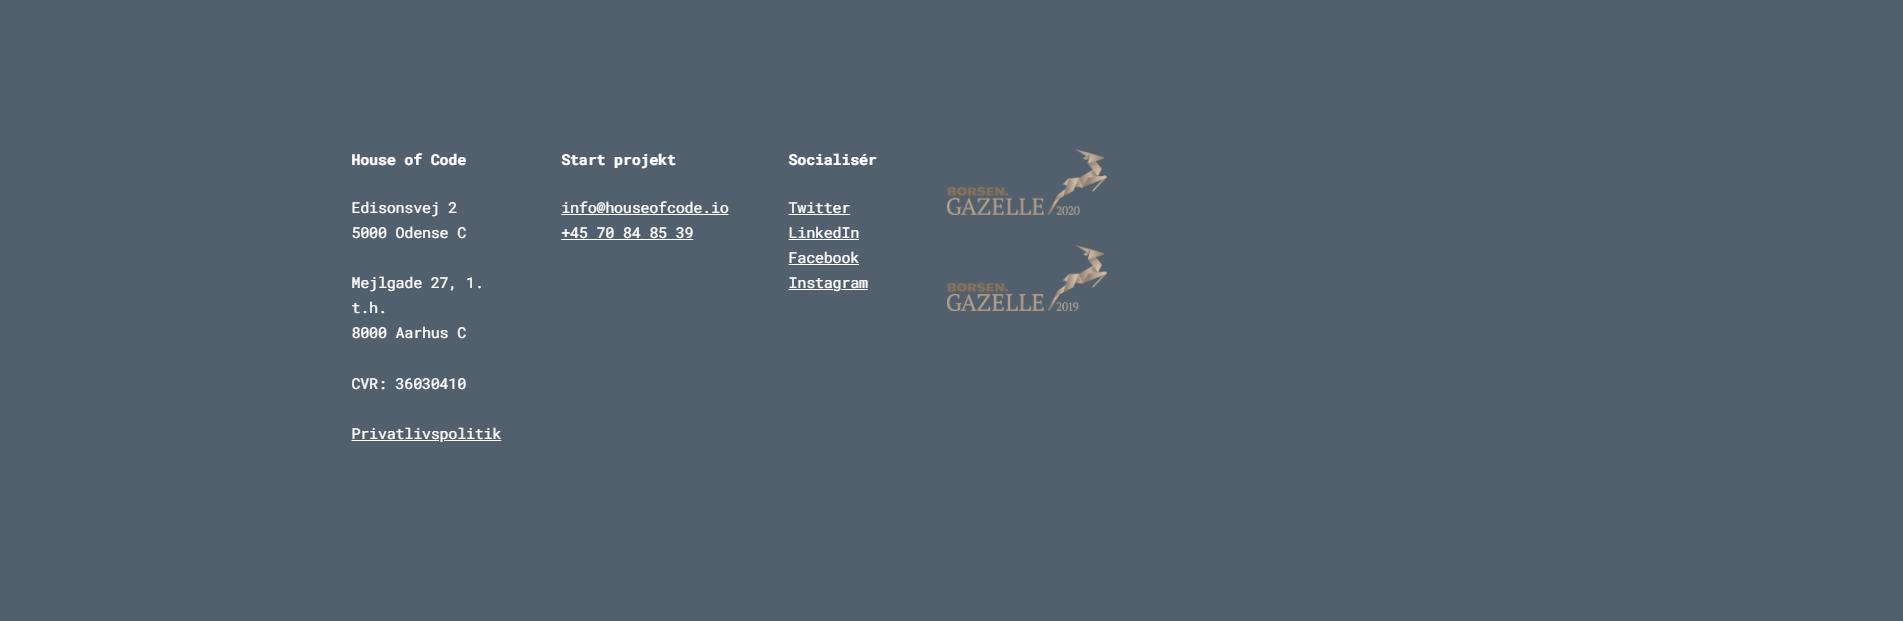 House of Code
Edisonsvej 2
5000 Odense C
Mejlgade 27, 1.
t.h.
8000 Aarhus C
CVR: 36030410
Privatlivspolitik
Start projekt
info@houseofcode.io
+45 70 84 85 39
Socialisér
Twitter
LinkedIn
Facebook
Instagram
BØRSEN.
GAZELLE 2020
BØRSEN.
GAZELLE 2019